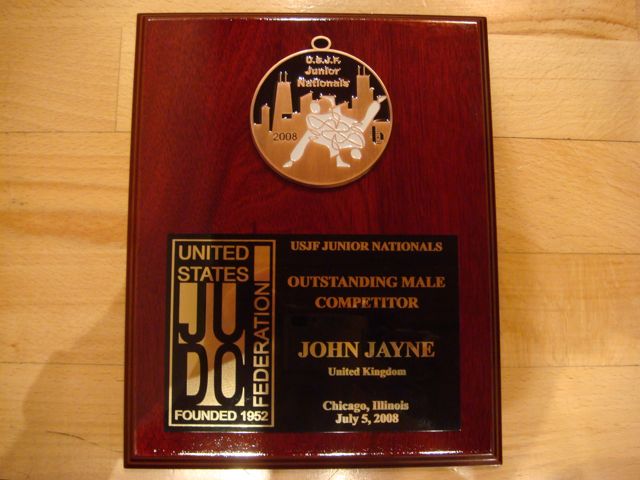 U.S.J.F.
Junior
Nationals
2008
UNITED
STATES
JUDO
FEDERATION
FOUNDED 1952
USJF JUNIOR NATIONALS
OUTSTANDING MALE
COMPETITOR
JOHN JAYNE
United Kingdom
Chicago, Illinois
July 5, 2008